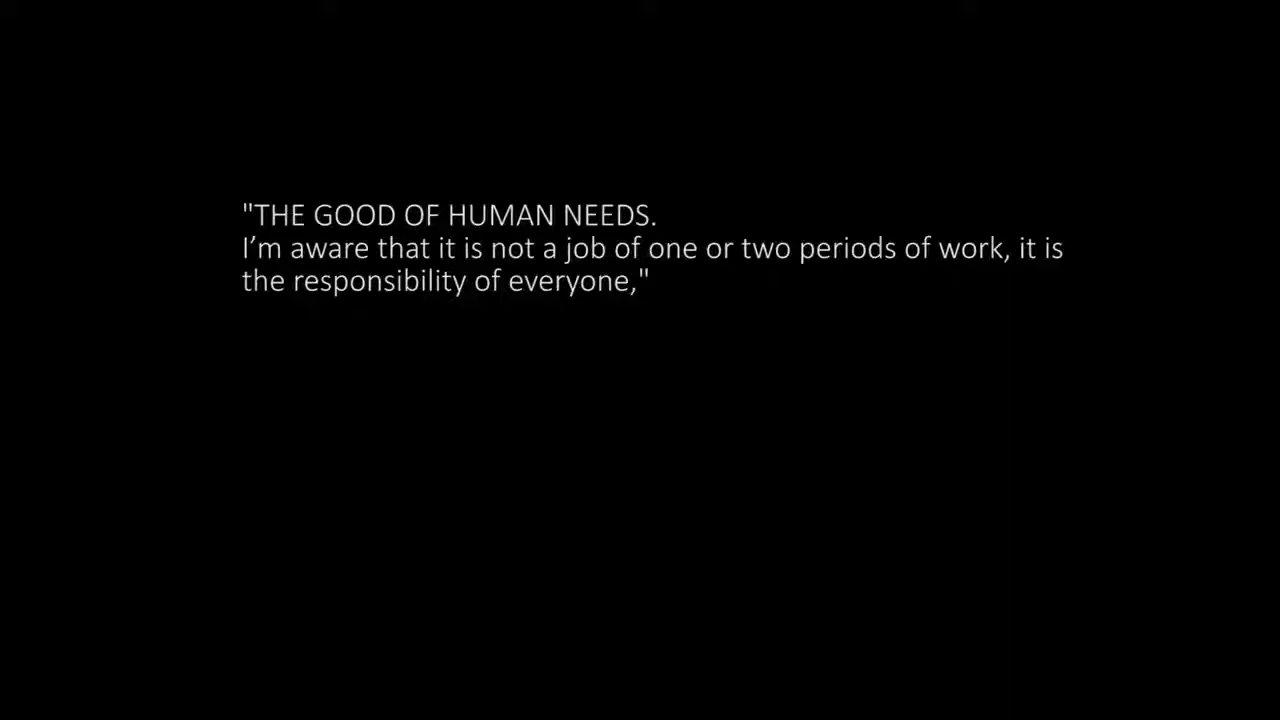 "THE GOOD OF HUMAN NEEDS.
I’m aware that it is not a job of one or two periods of work, it is
the responsibility of everyone,"